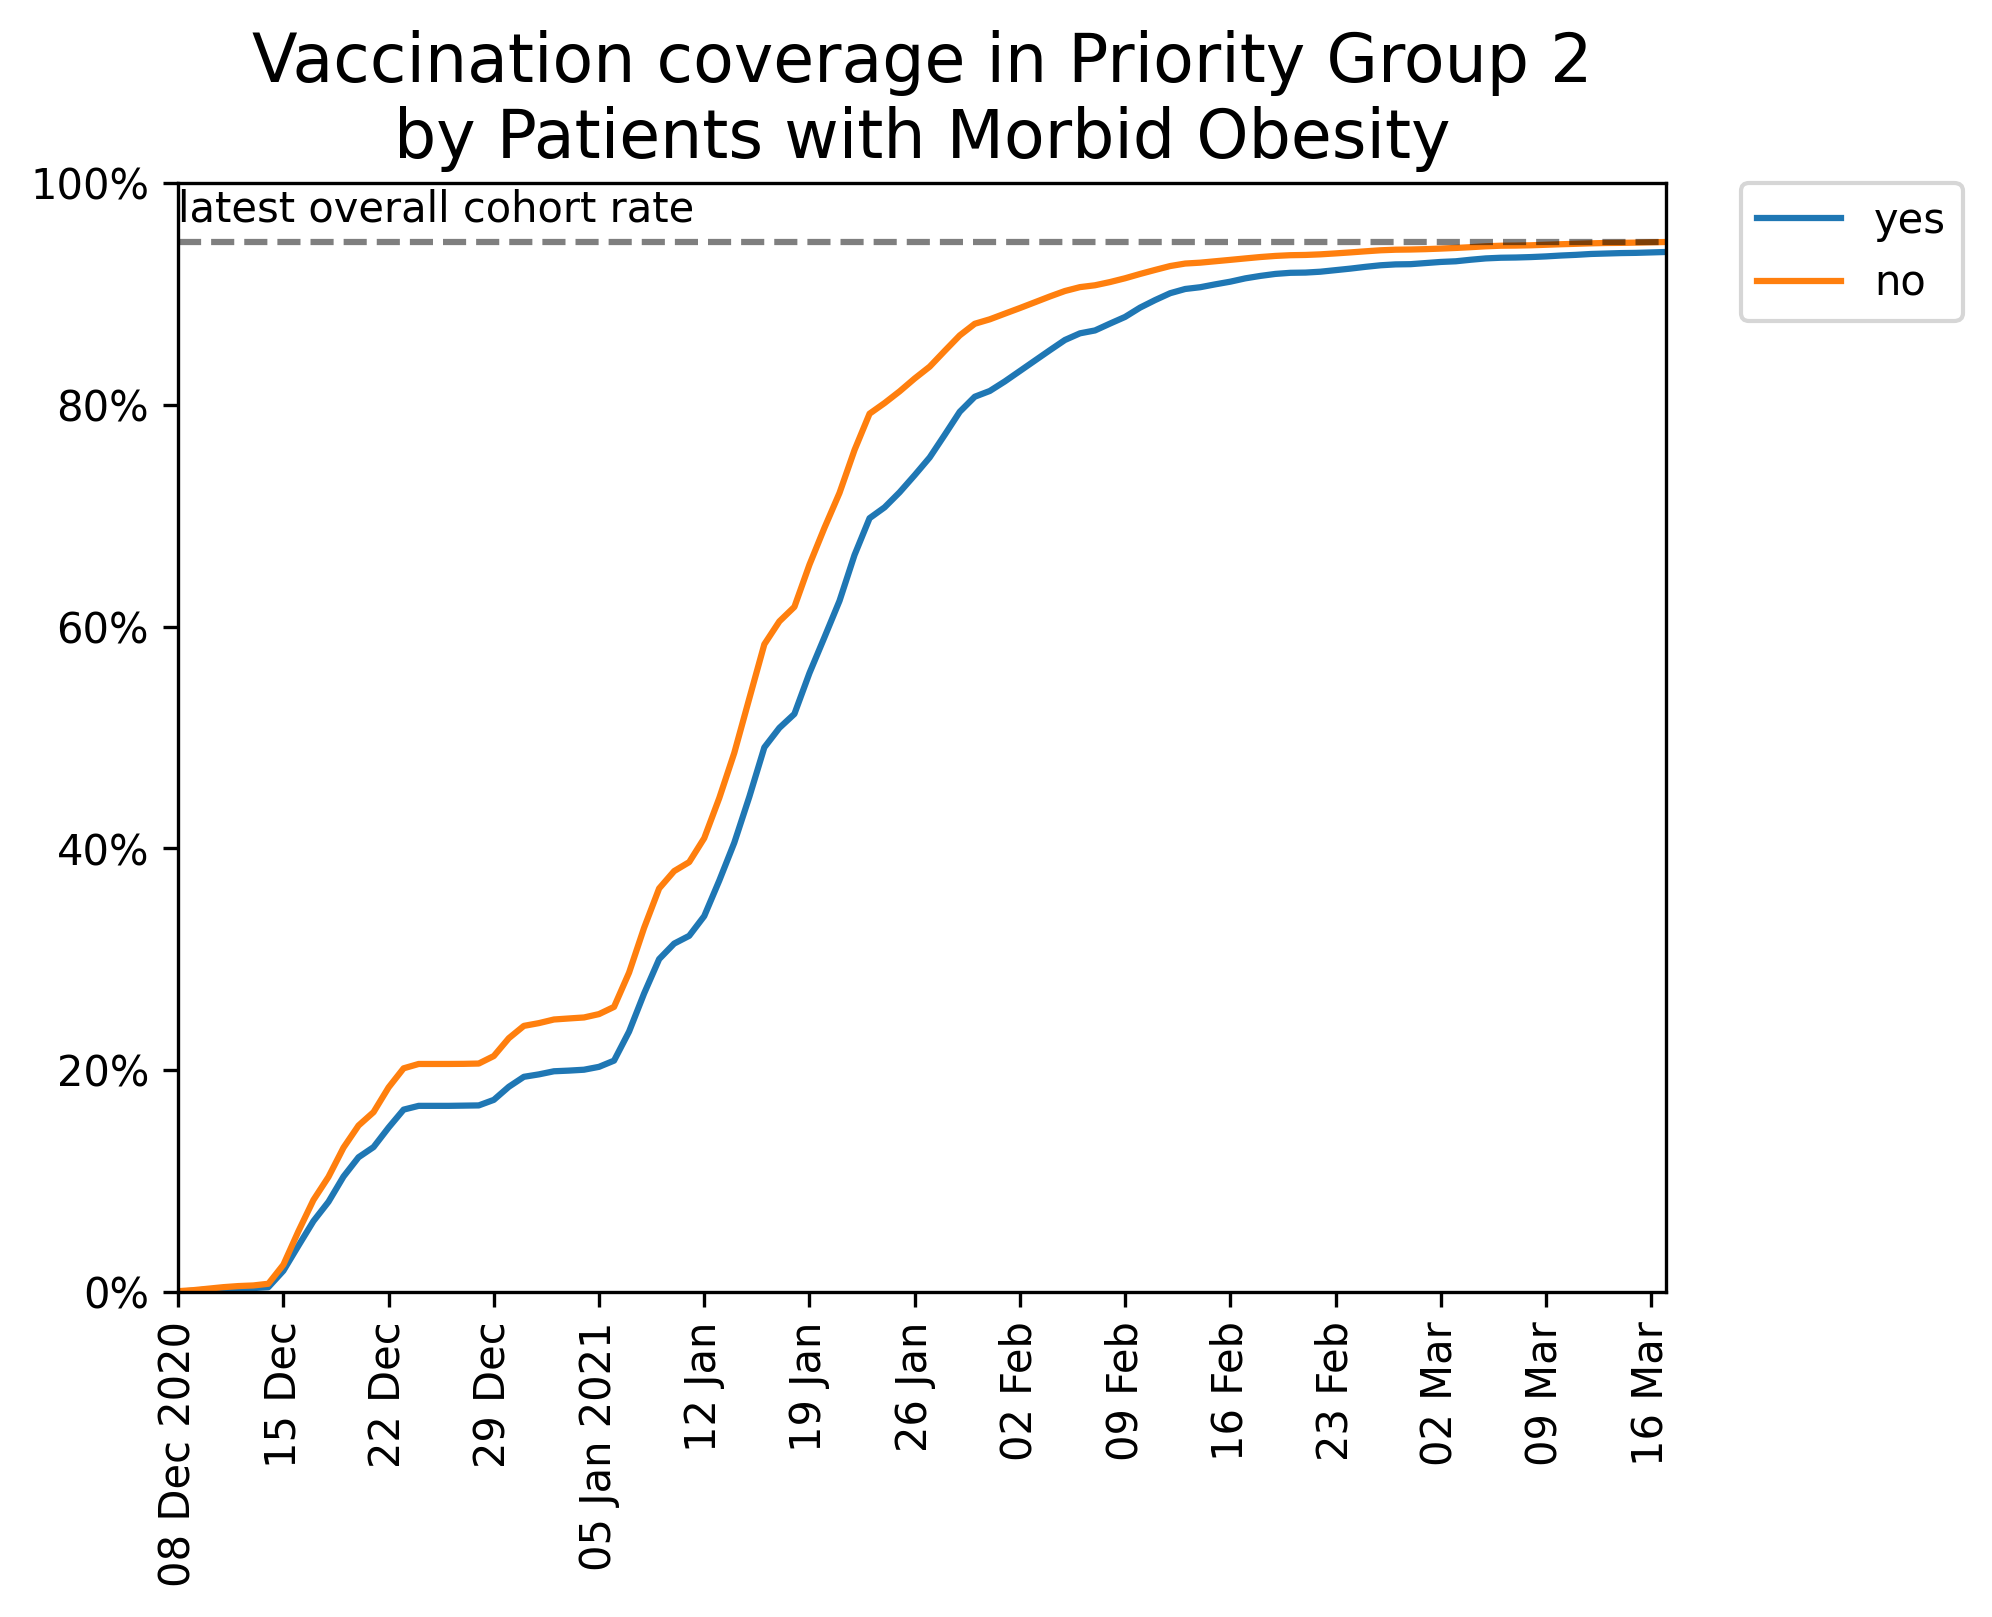 Vaccination coverage in Priority Group 2
by Patients with Morbid Obesity
100%
latest overall cohort rate
yes
no
80%
60%
40%
20%
0%
08 Dec 2020
15 Dec
22 Dec
29 Dec
05 Jan 2021
12 Jan
19 Jan
26 Jan
02 Feb
09 Feb
16 Feb
23 Feb
02 Mar
09 Mar
16 Mar